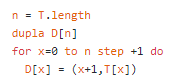 n = T.length
dupla D[n]
for x=0 to n step +1 do
D[x] = (x+1,T[x])